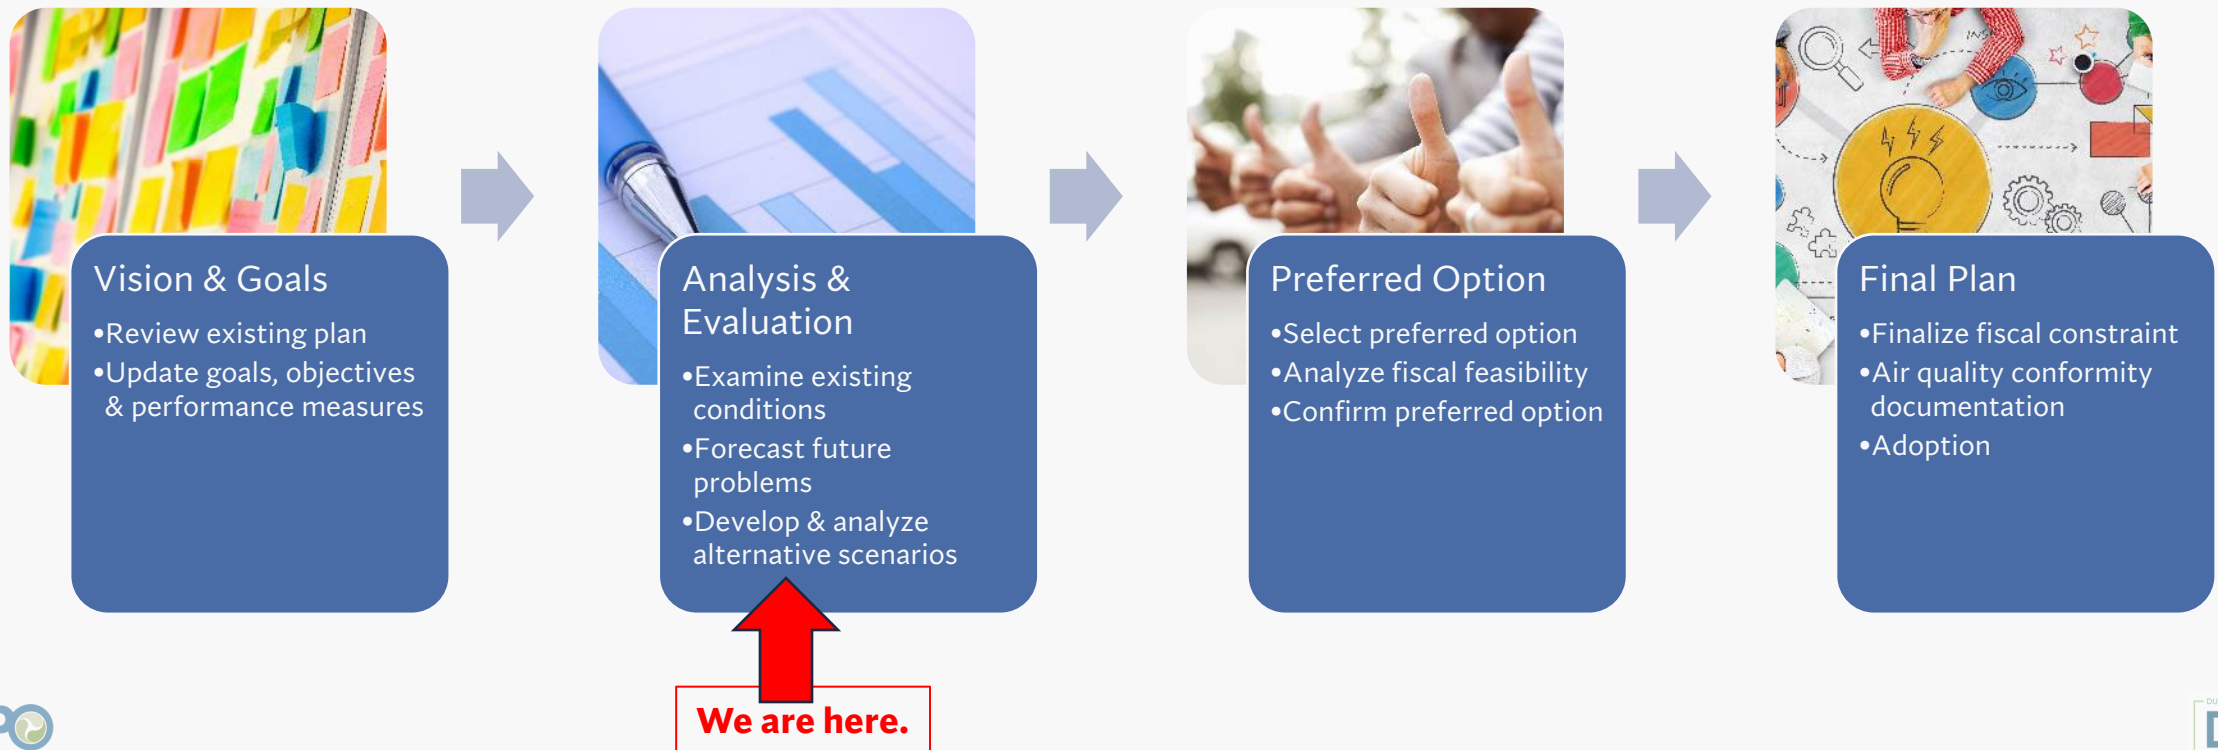 Vision & Goals
•Review existing plan
•Update goals, objectives
& performance measures
Analysis &
Evaluation
•Examine existing
conditions
•Forecast future
problems
•Develop & analyze
alternative scenarios
Preferred Option
•Select preferred option
•Analyze fiscal feasibility
•Confirm preferred option
Final Plan
•Finalize fiscal constraint
•Air quality conformity
documentation
•Adoption
We are here.